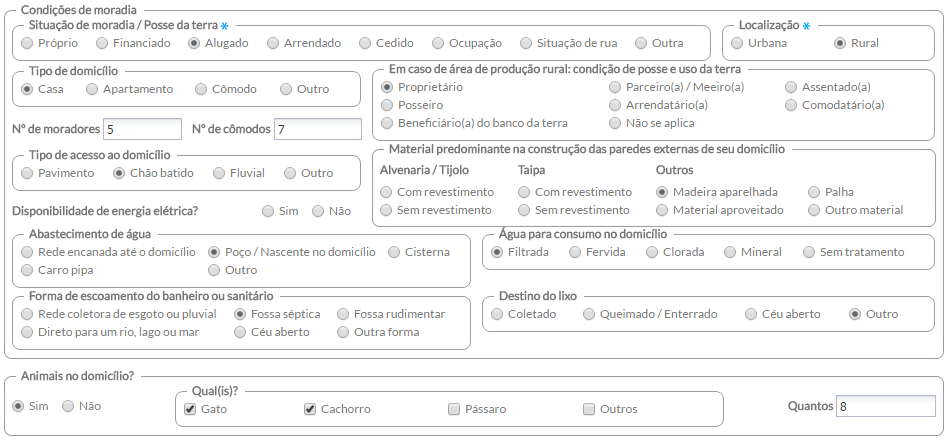 Condições de moradia
Situação de moradia / Posse da terra *
Próprio Financiado Alugado Arrendado Cedido Ocupação Situação de rua Outra
Localização *
Urbana Rural
Tipo de domicílio
Casa Apartamento Cômodo Outro
Em caso de área de produção rural: condição de posse e uso da terra
Proprietário Parceiro(a) / Meeiro(a) Assentado(a)
Posseiro Arrendatário(a) Comodatário(a)
Beneficiário(a) do banco da terra Não se aplica
Nº de moradores 5 Nº de cômodos 7
Tipo de acesso ao domicílio
Pavimento Chão batido Fluvial Outro
Material predominante na construção das paredes externas de seu domicílio
Alvenaria / Tijolo Taipa Outros
Com revestimento Com revestimento Madeira aparelhada Palha
Sem revestimento Sem revestimento Material aproveitado Outro material
Disponibilidade de energia elétrica? Sim Não
Abastecimento de água
Rede encanada até o domicílio Poço / Nascente no domicílio Cisterna
Carro pipa Outro
Água para consumo no domicílio
Filtrada Fervida Clorada Mineral Sem tratamento
Forma de escoamento do banheiro ou sanitário
Rede coletora de esgoto ou pluvial Fossa séptica Fossa rudimentar
Direto para um rio, lago ou mar Céu aberto Outra forma
Destino do lixo
Coletado Queimado / Enterrado Céu aberto Outro
Animais no domicílio?
Sim Não
Qual(is)?
Gato Cachorro Pássaro Outros
Quantos 8